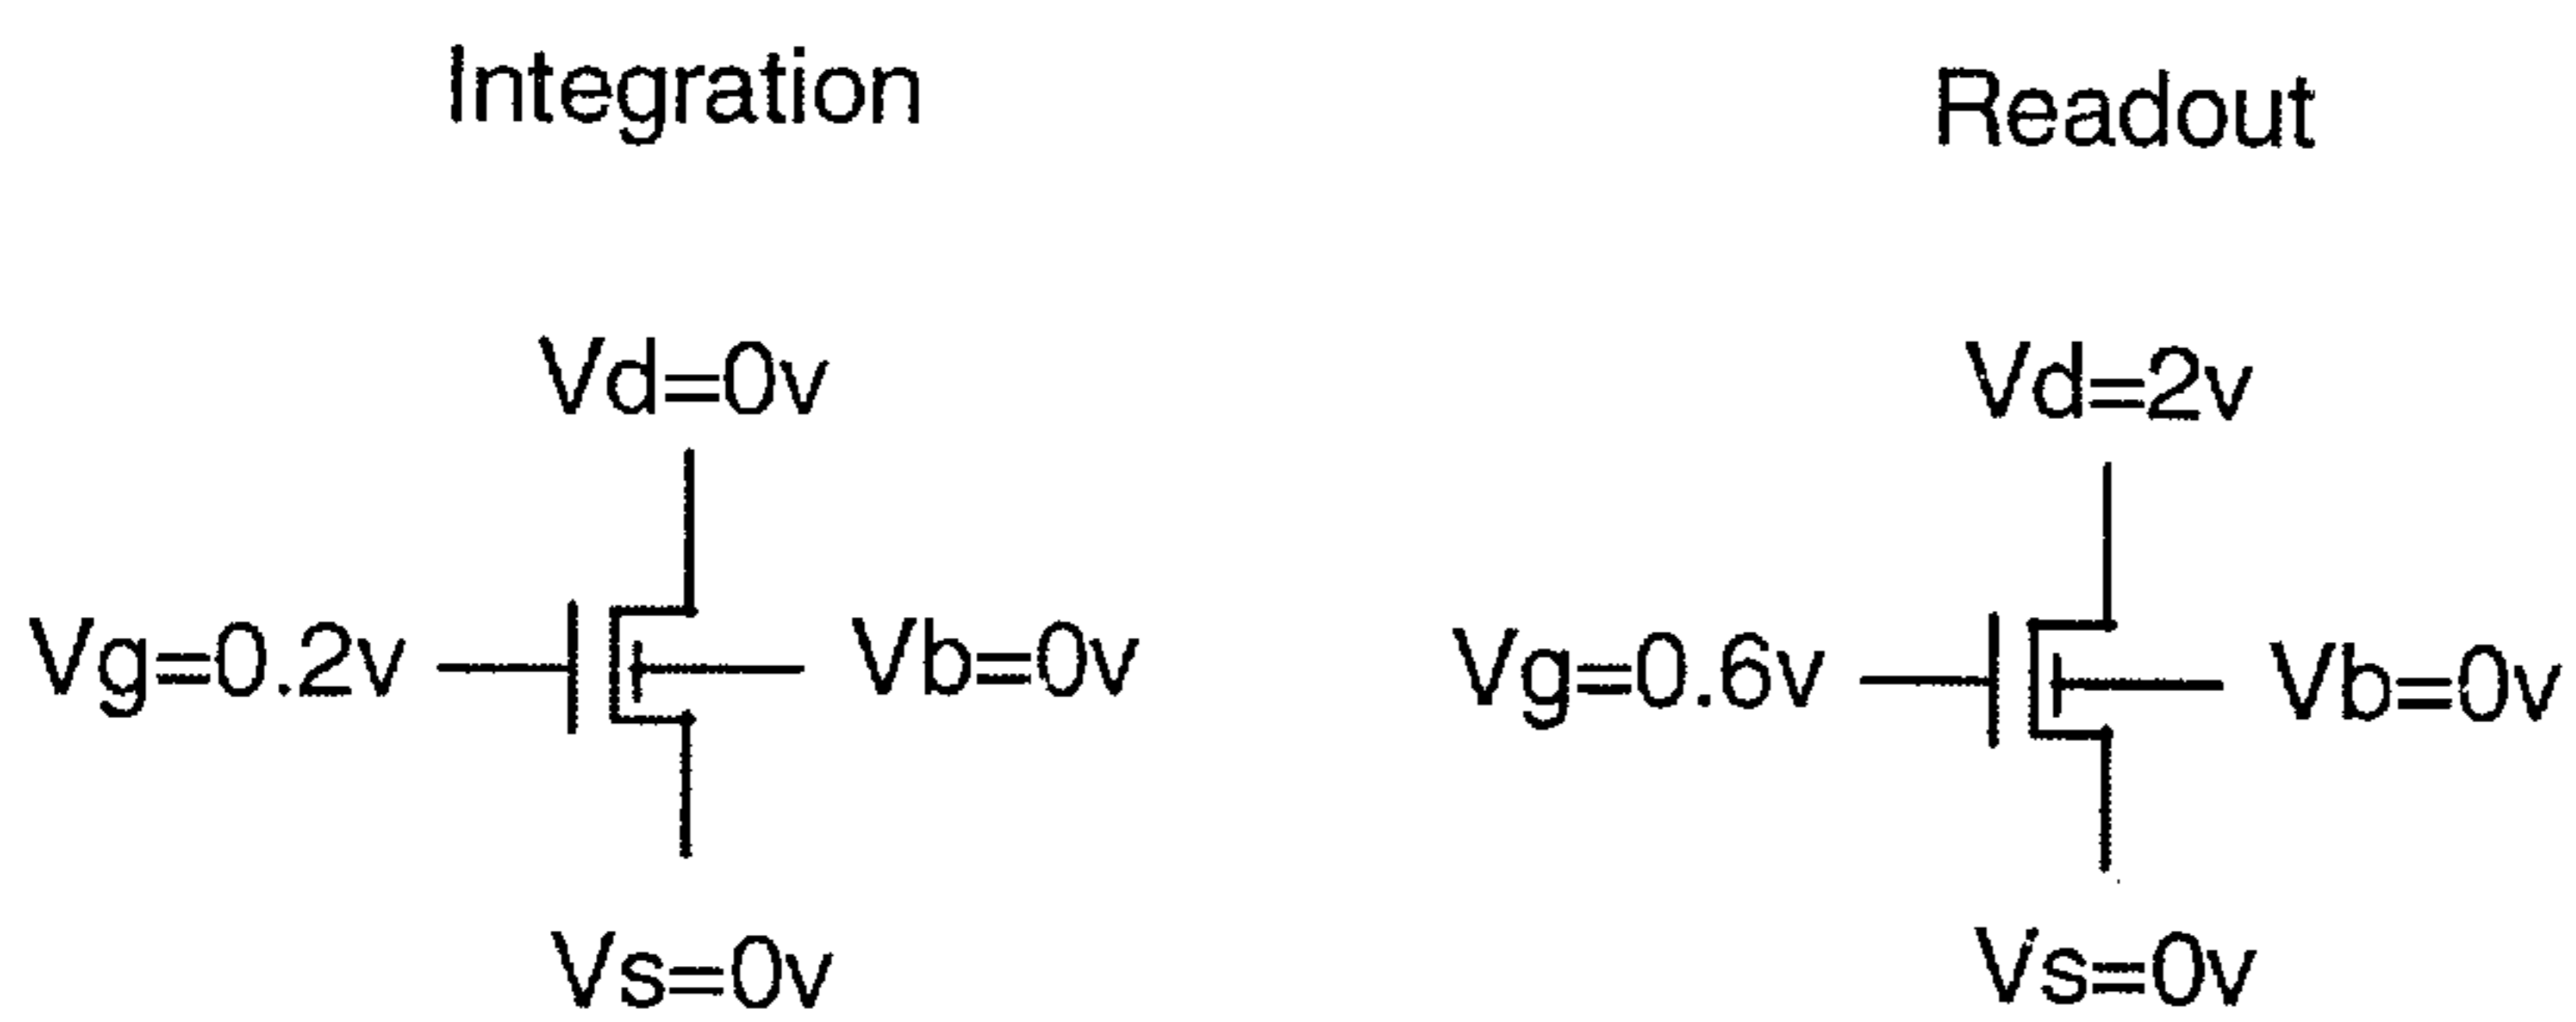 Integration
Vd=0v
Vg=0.2v
Vb=0v
Vs=0v
Readout
Vd=2v
Vg=0.6v
Vb=0v
Vs=0v